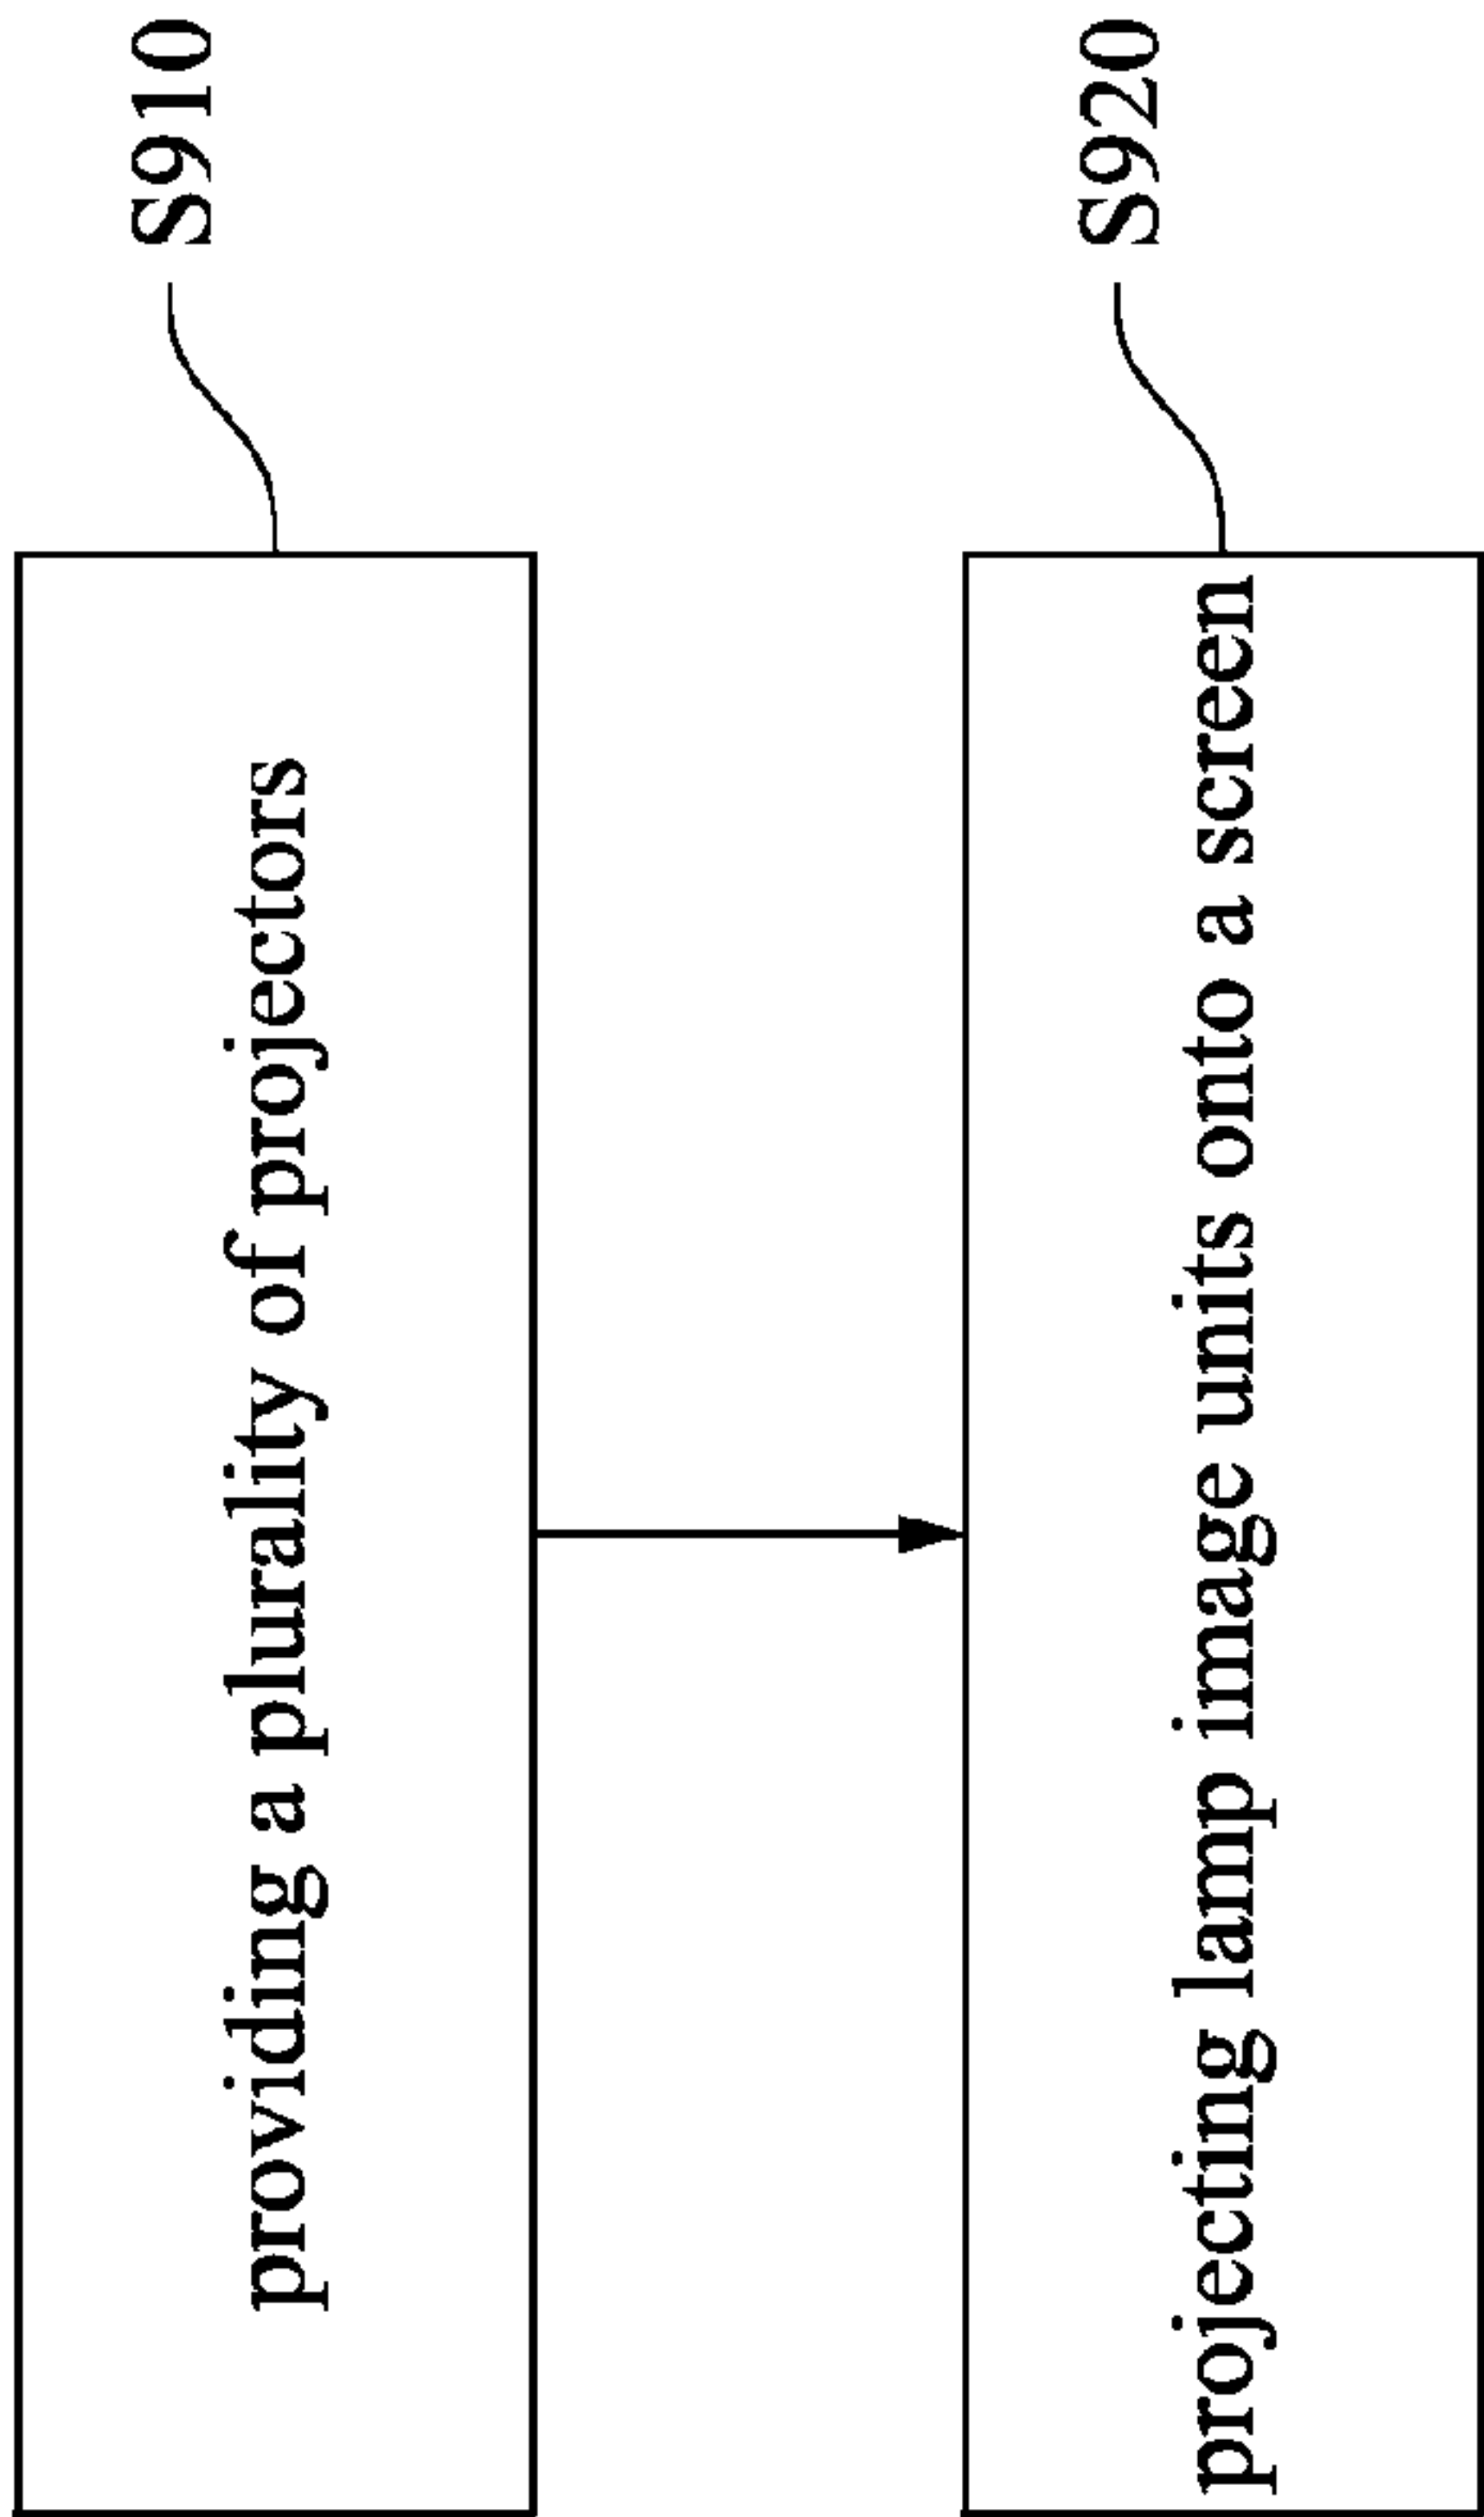 providing a plurality of projectors
S910
projecting lamp image units onto a screen
S920